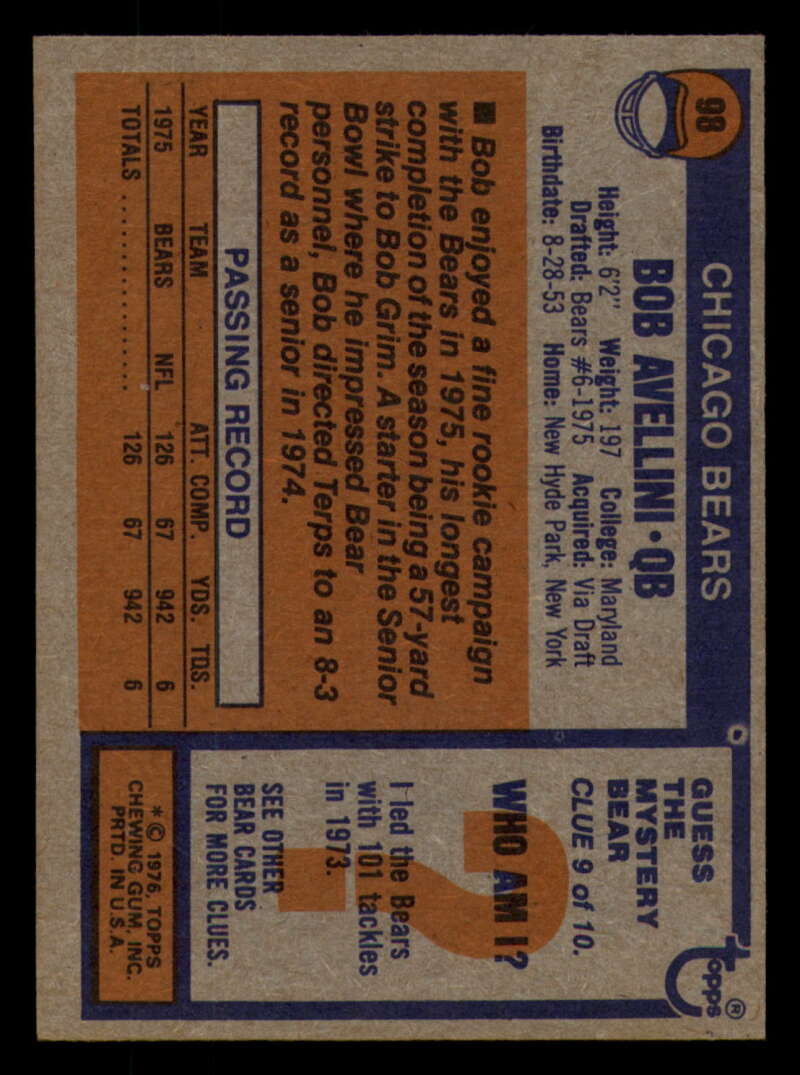 98
CHICAGO BEARS
BOB AVELLINI • QB
Height: 6'2" Weight: 197 College: Maryland
Drafted: Bears #6-1975 Acquired: Via Draft
Birthdate: 8-28-53 Home: New Hyde Park, New York
■ Bob enjoyed a fine rookie campaign
with the Bears in 1975, his longest
completion of the season being a 57-yard
strike to Bob Grim. A starter in the Senior
Bowl where he impressed Bear
personnel, Bob directed Terps to an 8-3
record as a senior in 1974.
PASSING RECORD
YEAR TEAM ATT. COMP. YDS. TDS.
1975 BEARS NFL 126 67 942 6
TOTALS .................... 126 67 942 6
topps®
GUESS
THE
MYSTERY
BEAR
CLUE 9 of 10.
?
WHO AM I?
I led the Bears
with 101 tackles
in 1973.
SEE OTHER
BEAR CARDS
FOR MORE CLUES.
* © 1976, TOPPS
CHEWING GUM, INC.
PRTD. IN U.S.A.